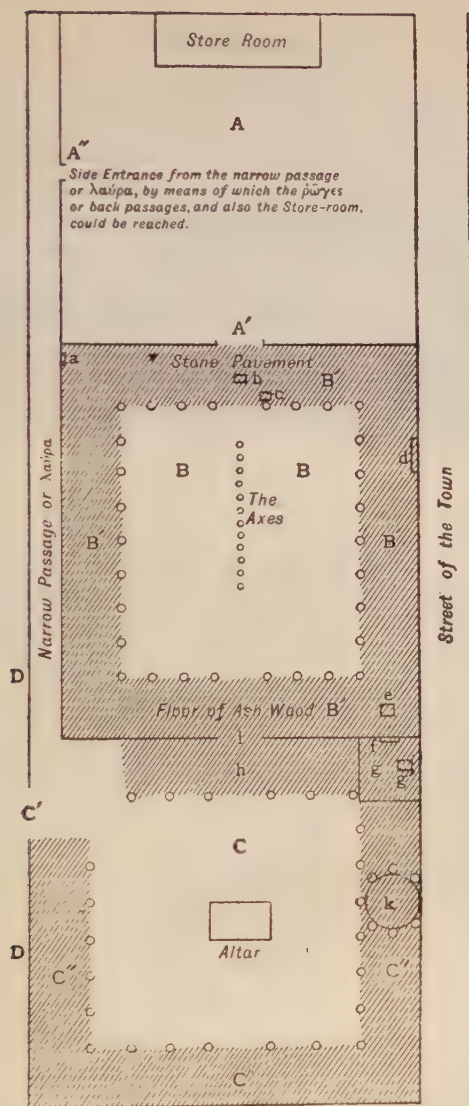 Store Room
A
A″
Side Entrance from the narrow passage
or λαύρα, by means of which the ῥῶγες
or back passages, and also the Store-room,
could be reached.
A′
a
Stone Pavement
b
B′
c
d
B
B
The
Axes
B′
B′
Narrow Passage or λαύρα
Street of the Town
D
e
Floor of Ash Wood B′
i
f
h
g
g
C′
C
k
D
Altar
C″
C″
C′